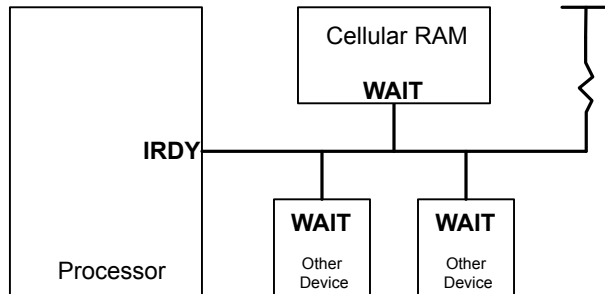 Cellular RAM
WAIT
IRDY
WAIT
Other
Device
WAIT
Other
Device
Processor